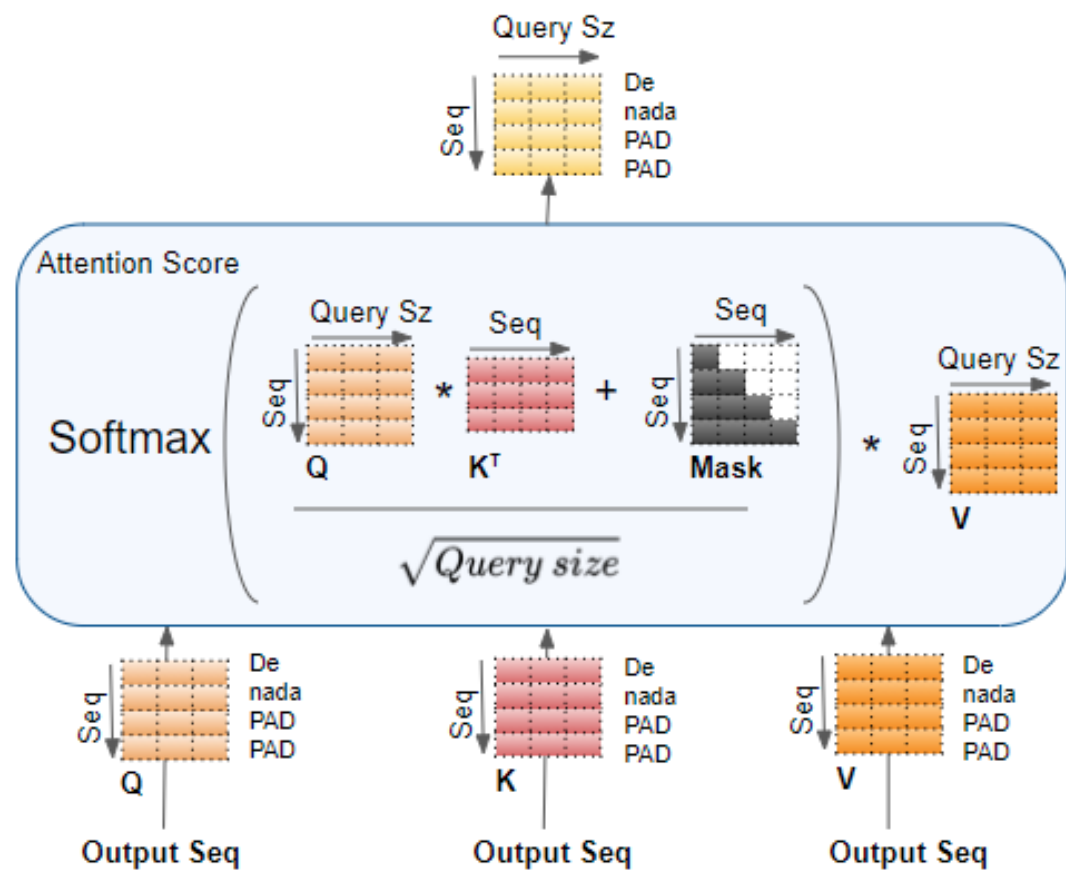 Query Sz
Seq
De
nada
PAD
PAD
Attention Score
Softmax
Query Sz
Seq
Q
*
Seq
Kᵀ
+
Seq
Seq
Mask
√Query size
*
Query Sz
Seq
V
Seq
De
nada
PAD
PAD
Q
Output Seq
Seq
De
nada
PAD
PAD
K
Output Seq
Seq
De
nada
PAD
PAD
V
Output Seq